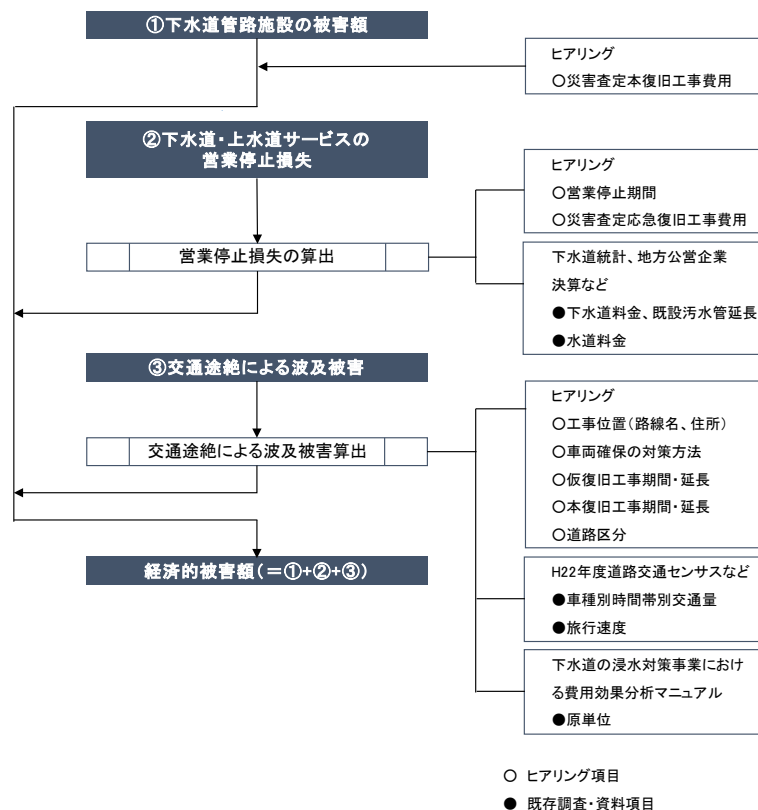 ①下水道管路施設の被害額
ヒアリング
○災害査定本復旧工事費用
②下水道・上水道サービスの
営業停止損失
ヒアリング
○営業停止期間
○災害査定応急復旧工事費用
営業停止損失の算出
下水道統計、地方公営企業
決算など
●下水道料金、既設汚水管延長
●水道料金
③交通途絶による波及被害
ヒアリング
○工事位置(路線名、住所)
○車両確保の対策方法
○仮復旧工事期間・延長
○本復旧工事期間・延長
○道路区分
交通途絶による波及被害算出
経済的被害額(=①+②+③)
H22年度道路交通センサスなど
●車種別時間帯別交通量
●旅行速度
下水道の浸水対策事業におけ
る費用効果分析マニュアル
●原単位
○ ヒアリング項目
● 既存調査・資料項目